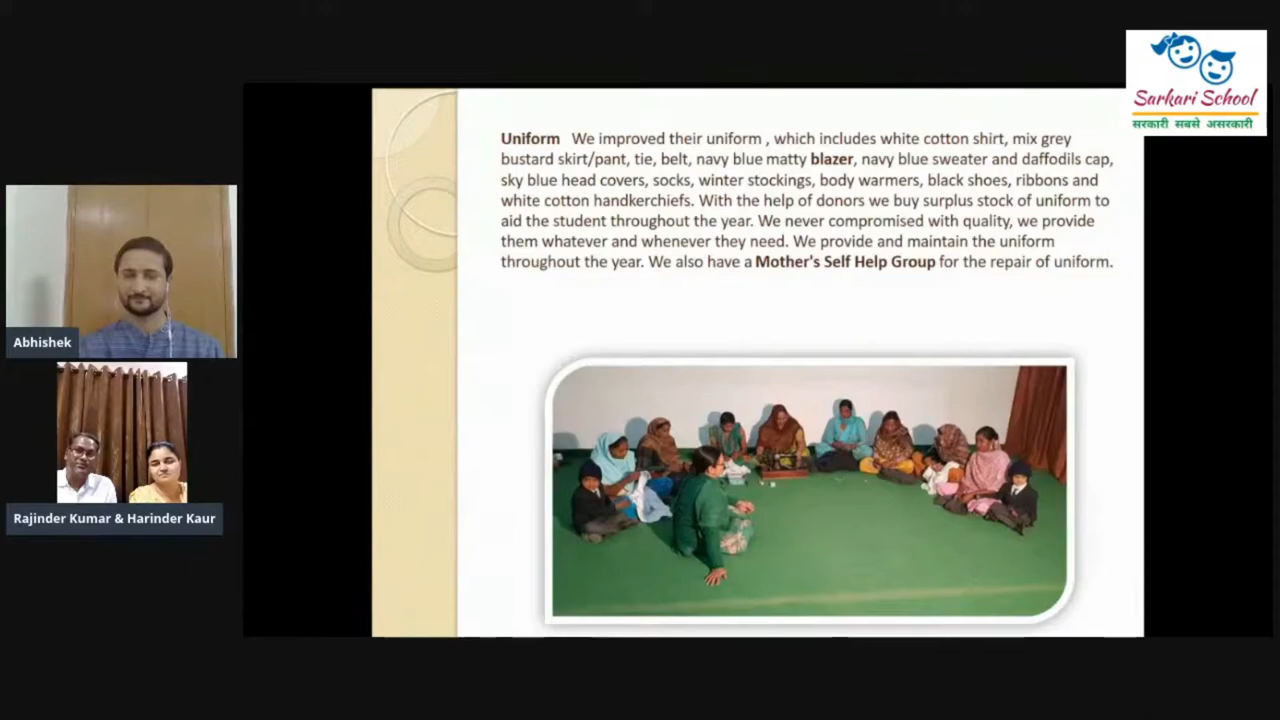 Sarkari School
सरकारी सबसे असरकारी
Uniform We improved their uniform , which includes white cotton shirt, mix grey
bustard skirt/pant, tie, belt, navy blue matty blazer, navy blue sweater and daffodils cap,
sky blue head covers, socks, winter stockings, body warmers, black shoes, ribbons and
white cotton handkerchiefs. With the help of donors we buy surplus stock of uniform to
aid the student throughout the year. We never compromised with quality, we provide
them whatever and whenever they need. We provide and maintain the uniform
throughout the year. We also have a Mother's Self Help Group for the repair of uniform.
Abhishek
Rajinder Kumar & Harinder Kaur